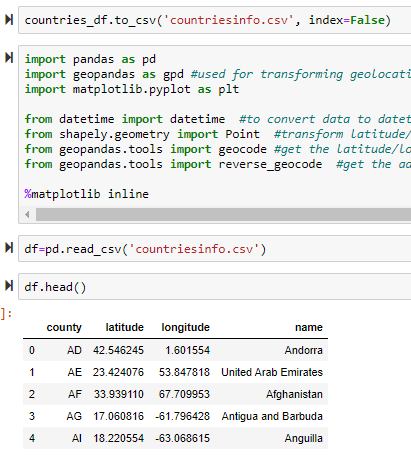 countries_df.to_csv('countriesinfo.csv', index=False)
import pandas as pd
import geopandas as gpd #used for transforming geolocati
import matplotlib.pyplot as plt
from datetime import datetime  #to convert data to datet
from shapely.geometry import Point  #transform latitude/
from geopandas.tools import geocode #get the latitude/lo
from geopandas.tools import reverse_geocode  #get the ad
%matplotlib inline
df=pd.read_csv('countriesinfo.csv')
df.head()
]:
county latitude longitude name
0 AD 42.546245 1.601554 Andorra
1 AE 23.424076 53.847818 United Arab Emirates
2 AF 33.939110 67.709953 Afghanistan
3 AG 17.060816 -61.796428 Antigua and Barbuda
4 AI 18.220554 -63.068615 Anguilla